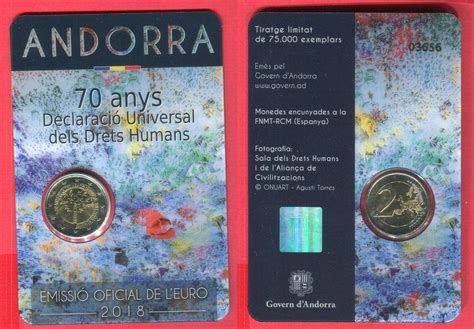 ANDORRA
70 anys
Declaració Universal
dels Drets Humans
EMISSIÓ OFICIAL DE L'EURO
2018
Tiratge limitat
de 75.000 exemplars
03656
Emès pel
Govern d'Andorra
www.govern.ad
Monedes encunyades a la
FNMT-RCM (Espanya)
Fotografia:
Sala dels Drets Humans
i de l'Aliança de
Civilitzacions
© ONUART - Agustí Torres
2
Govern d'Andorra